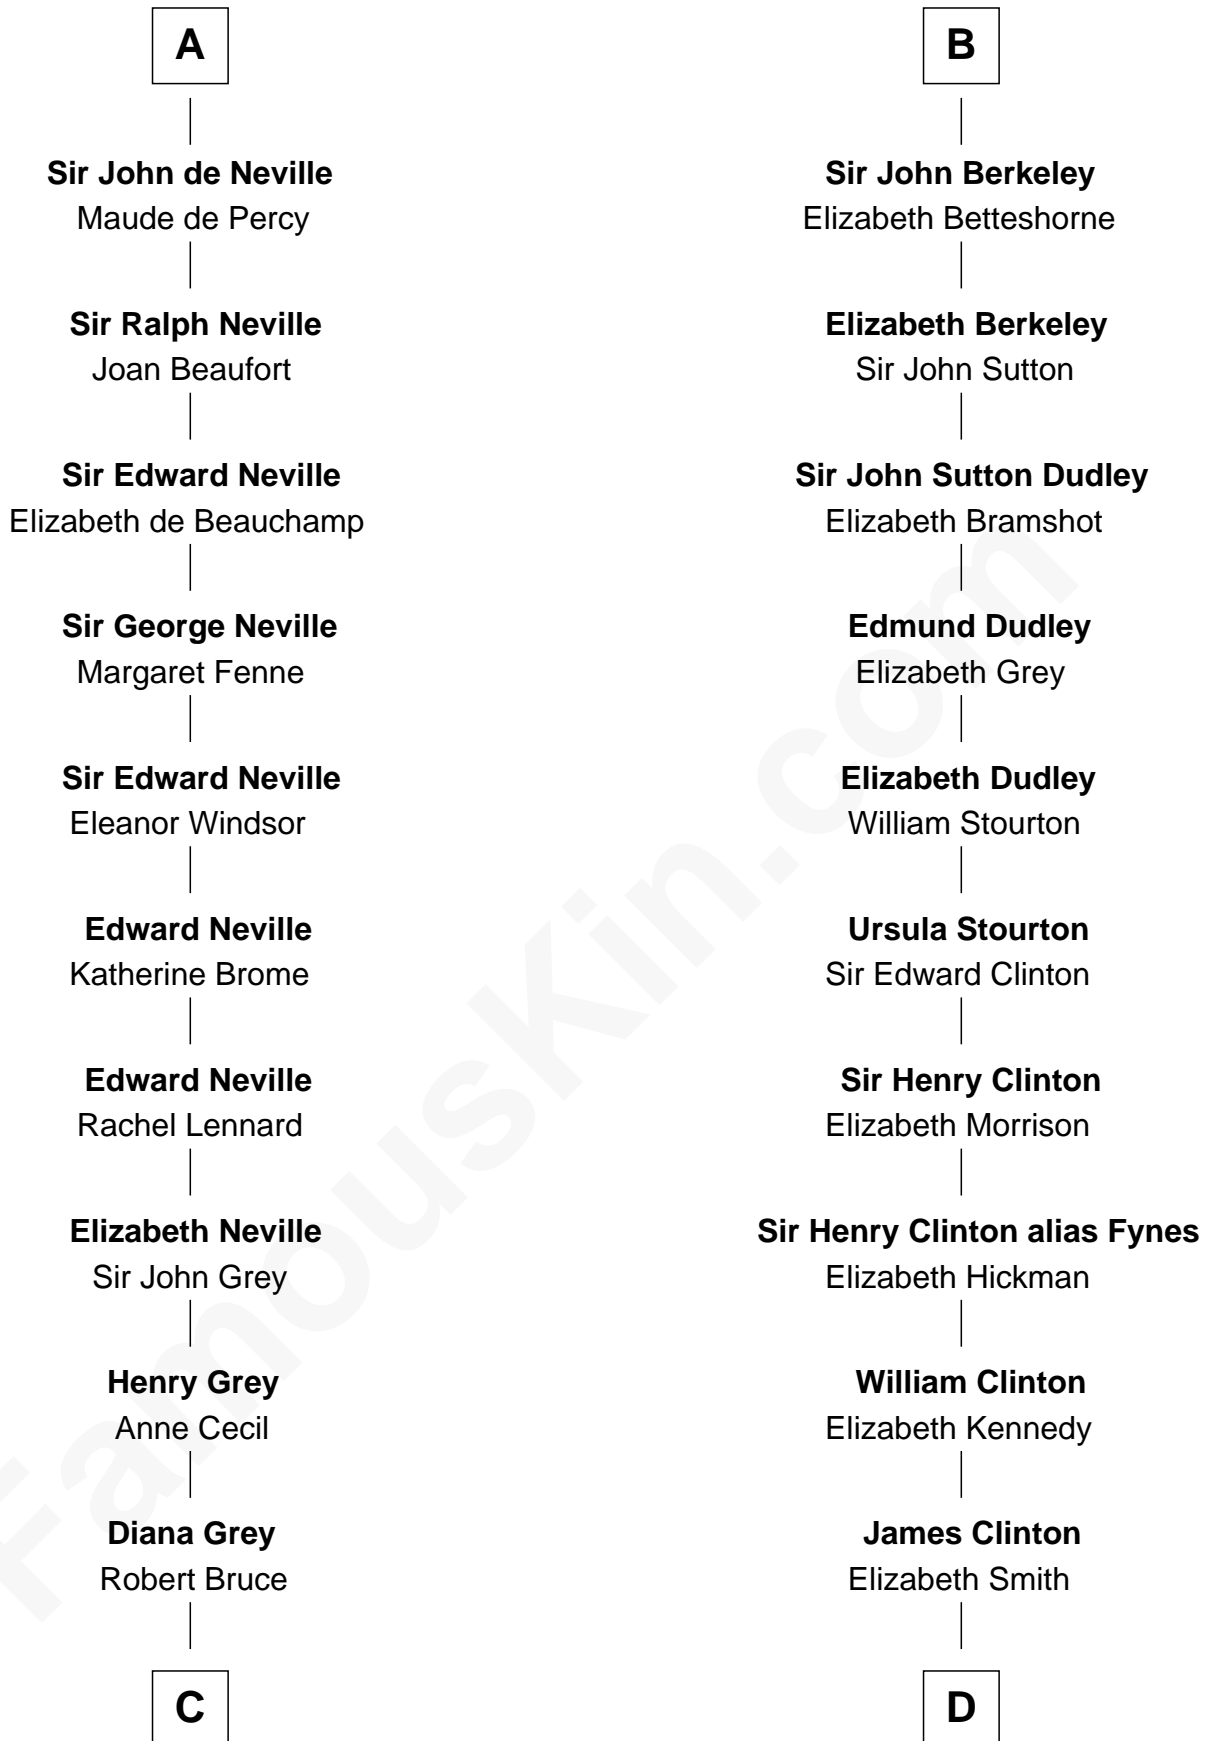 A
Sir John de Neville
Maude de Percy
Sir Ralph Neville
Joan Beaufort
Sir Edward Neville
Elizabeth de Beauchamp
Sir George Neville
Margaret Fenne
Sir Edward Neville
Eleanor Windsor
Edward Neville
Katherine Brome
Edward Neville
Rachel Lennard
Elizabeth Neville
Sir John Grey
Henry Grey
Anne Cecil
Diana Grey
Robert Bruce
C
B
Sir John Berkeley
Elizabeth Betteshorne
Elizabeth Berkeley
Sir John Sutton
Sir John Sutton Dudley
Elizabeth Bramshot
Edmund Dudley
Elizabeth Grey
Elizabeth Dudley
William Stourton
Ursula Stourton
Sir Edward Clinton
Sir Henry Clinton
Elizabeth Morrison
Sir Henry Clinton alias Fynes
Elizabeth Hickman
William Clinton
Elizabeth Kennedy
James Clinton
Elizabeth Smith
D
FamousKin.com